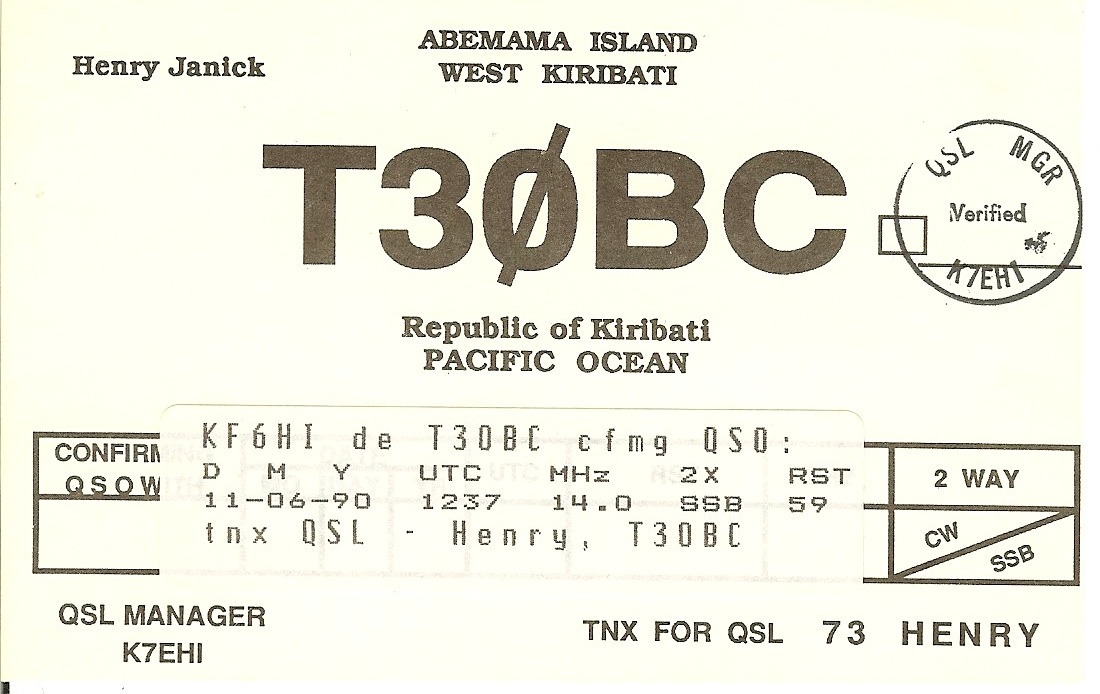 Henry Janick
ABEMAMA ISLAND
WEST KIRIBATI
T3ØBC
QSL MGR
Verified
K7EHI
Republic of Kiribati
PACIFIC OCEAN
KF6HI de T30BC cfmg QSO:
D M Y UTC MHz 2X RST
11-06-90 1237 14.0 SSB 59
tnx QSL - Henry, T30BC
CONFIRM
QSO W
2 WAY
CW
SSB
QSL MANAGER
K7EHI
TNX FOR QSL 73 HENRY